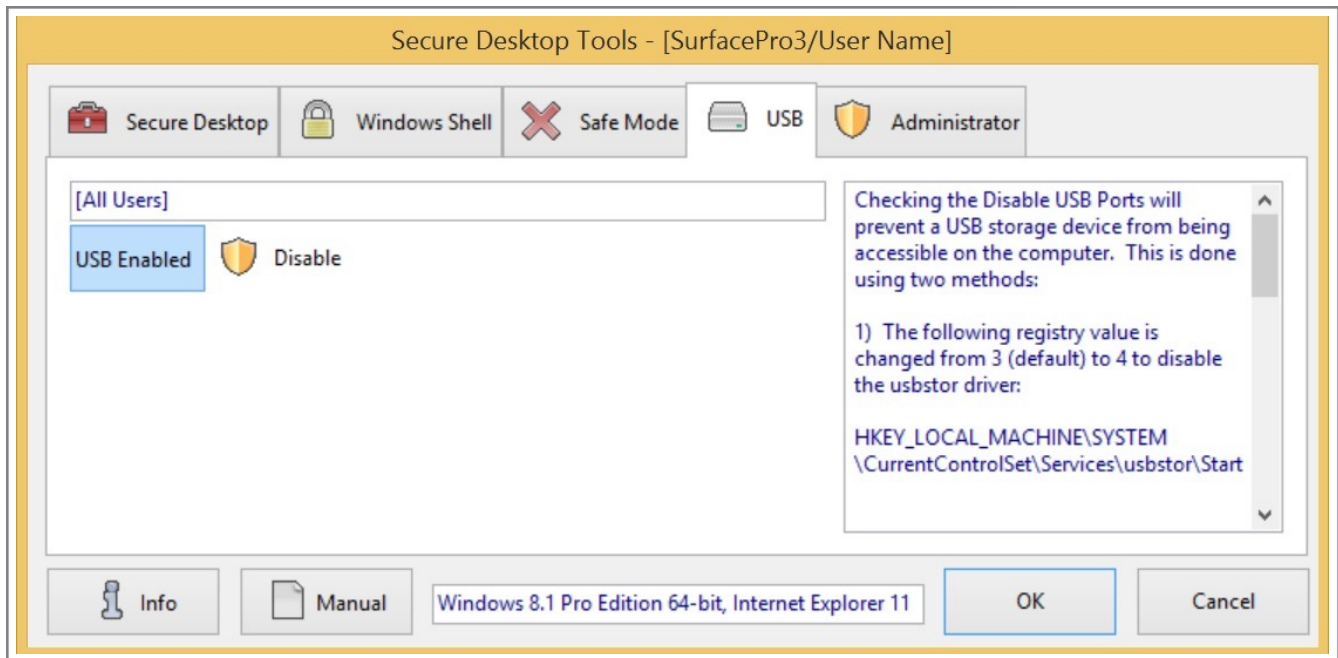 Secure Desktop Tools - [SurfacePro3/User Name]
Secure Desktop
Windows Shell
Safe Mode
USB
Administrator
[All Users]
USB Enabled
Disable
Checking the Disable USB Ports will
prevent a USB storage device from being
accessible on the computer.  This is done
using two methods:
1)  The following registry value is
changed from 3 (default) to 4 to disable
the usbstor driver:
HKEY_LOCAL_MACHINE\SYSTEM
\CurrentControlSet\Services\usbstor\Start
Info
Manual
Windows 8.1 Pro Edition 64-bit, Internet Explorer 11
OK
Cancel